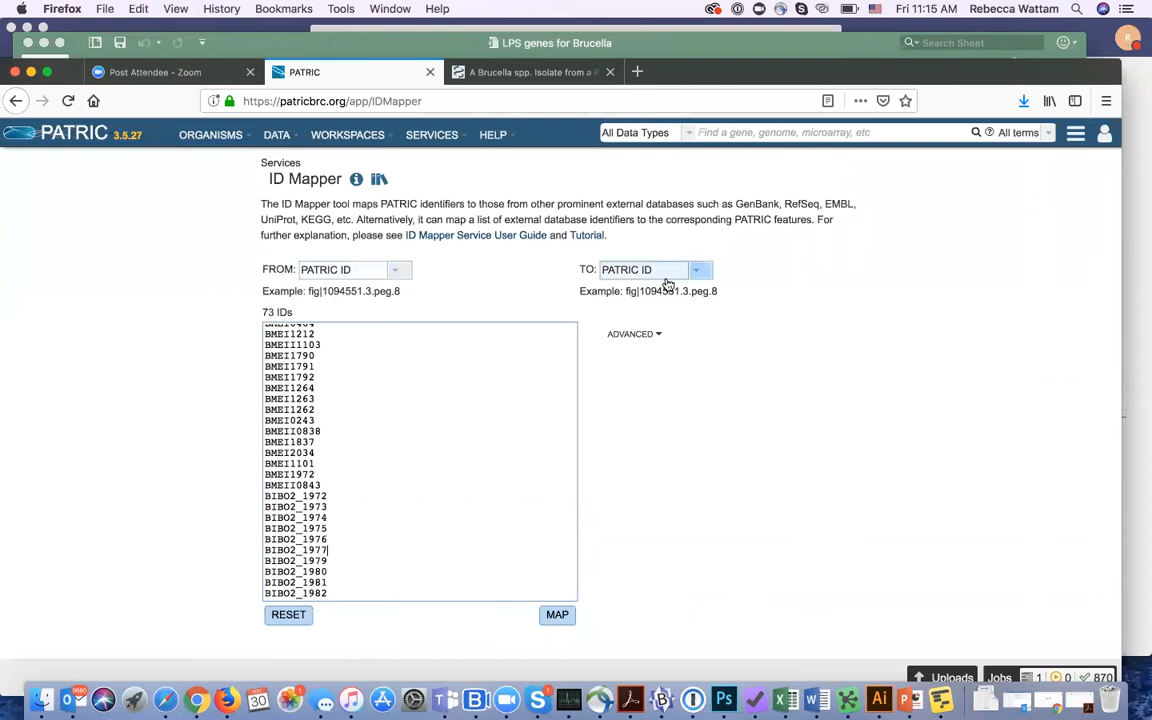 Firefox File Edit View History Bookmarks Tools Window Help Fri 11:15 AM Rebecca Wattam
LPS genes for Brucella Search Sheet
Post Attendee - Zoom PATRIC A Brucella spp. Isolate from a
https://patricbrc.org/app/IDMapper
PATRIC 3.5.27 ORGANISMS DATA WORKSPACES SERVICES HELP All Data Types Find a gene, genome, microarray, etc All terms
Services
ID Mapper
The ID Mapper tool maps PATRIC identifiers to those from other prominent external databases such as GenBank, RefSeq, EMBL,
UniProt, KEGG, etc. Alternatively, it can map a list of external database identifiers to the corresponding PATRIC features. For
further explanation, please see ID Mapper Service User Guide and Tutorial.
FROM: PATRIC ID TO: PATRIC ID
Example: fig|1094551.3.peg.8 Example: fig|1094551.3.peg.8
73 IDs
ADVANCED
BMEI1212
BMEII1103
BMEI1790
BMEI1791
BMEI1792
BMEI1264
BMEI1263
BMEI1262
BMEI0243
BMEII0838
BMEI1837
BMEI2034
BMEI1101
BMEI1972
BMEII0843
BIBO2_1972
BIBO2_1973
BIBO2_1974
BIBO2_1975
BIBO2_1976
BIBO2_1977
BIBO2_1979
BIBO2_1980
BIBO2_1981
BIBO2_1982
RESET MAP
Uploads Jobs 1 0 870